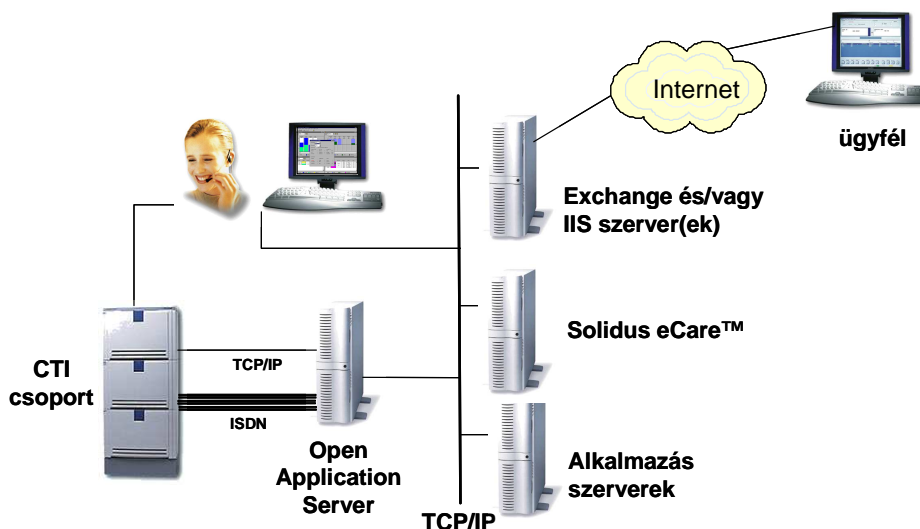 Internet
ügyfél
Exchange és/vagy
IIS szerver(ek)
Solidus eCare™
CTI
csoport
TCP/IP
ISDN
Open
Application
Server
Alkalmazás
szerverek
TCP/IP